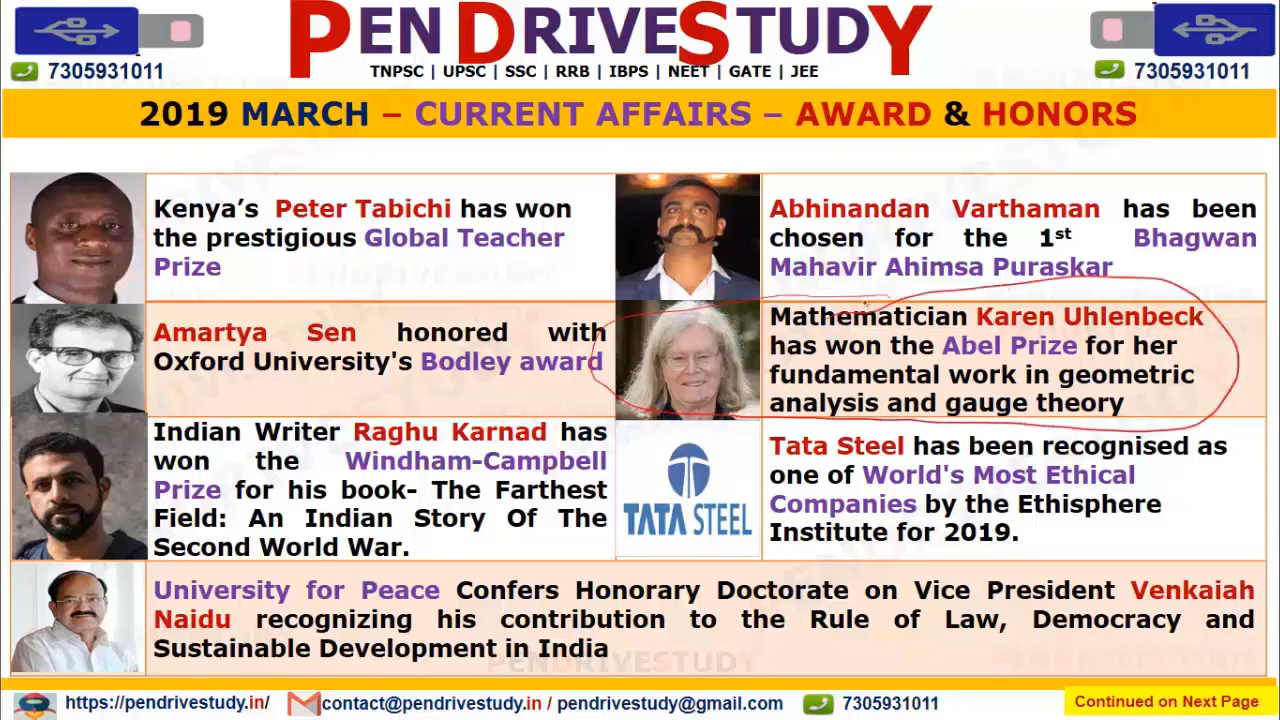 PENDRIVESTUDY
7305931011
TNPSC | UPSC | SSC | RRB | IBPS | NEET | GATE | JEE
7305931011
2019 MARCH – CURRENT AFFAIRS – AWARD & HONORS
Kenya's Peter Tabichi has won
the prestigious Global Teacher
Prize
Abhinandan Varthaman has been
chosen for the 1st Bhagwan
Mahavir Ahimsa Puraskar
Amartya Sen honored with
Oxford University's Bodley award
Mathematician Karen Uhlenbeck
has won the Abel Prize for her
fundamental work in geometric
analysis and gauge theory
Indian Writer Raghu Karnad has
won the Windham-Campbell
Prize for his book- The Farthest
Field: An Indian Story Of The
Second World War.
TATA STEEL
Tata Steel has been recognised as
one of World's Most Ethical
Companies by the Ethisphere
Institute for 2019.
University for Peace Confers Honorary Doctorate on Vice President Venkaiah
Naidu recognizing his contribution to the Rule of Law, Democracy and
Sustainable Development in India
PENDRIVESTUDY
https://pendrivestudy.in/
contact@pendrivestudy.in / pendrivestudy@gmail.com
7305931011
Continued on Next Page